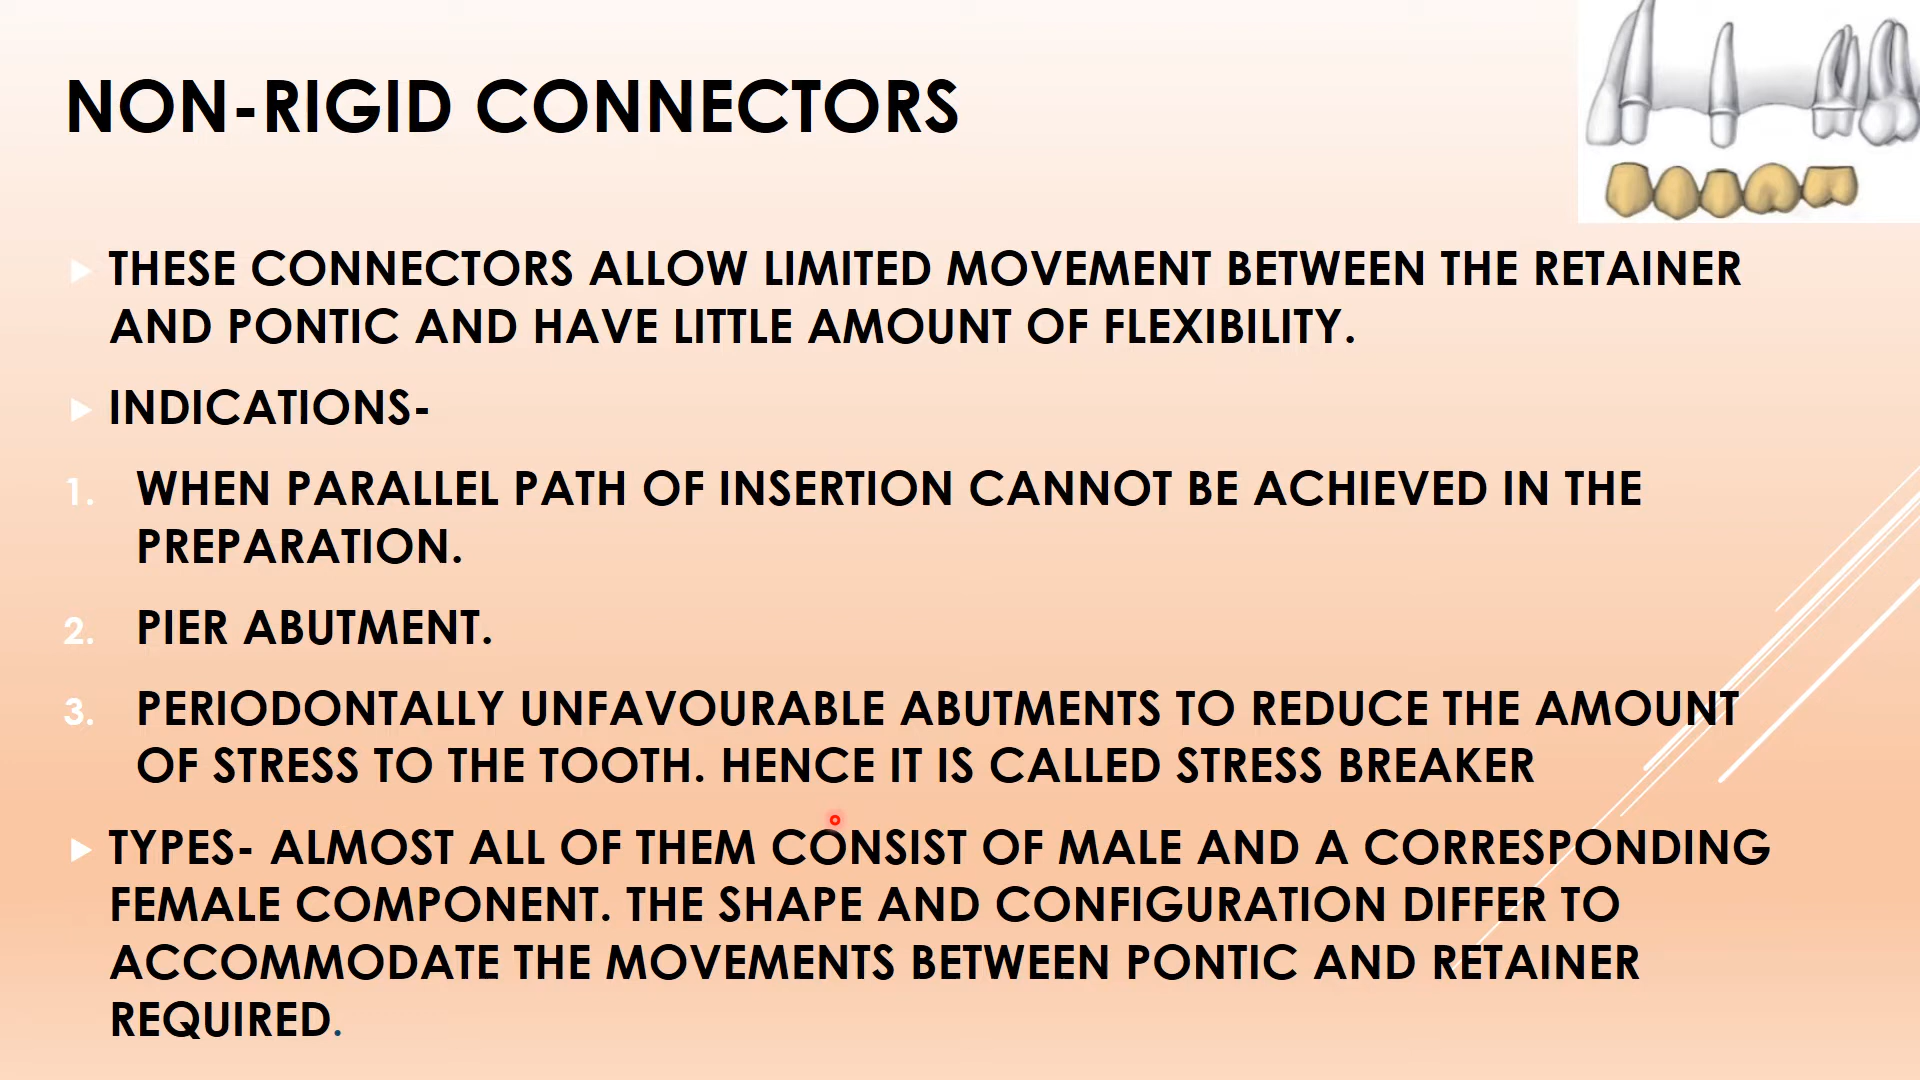 NON-RIGID CONNECTORS
THESE CONNECTORS ALLOW LIMITED MOVEMENT BETWEEN THE RETAINER
AND PONTIC AND HAVE LITTLE AMOUNT OF FLEXIBILITY.
INDICATIONS-
1. WHEN PARALLEL PATH OF INSERTION CANNOT BE ACHIEVED IN THE
PREPARATION.
2. PIER ABUTMENT.
3. PERIODONTALLY UNFAVOURABLE ABUTMENTS TO REDUCE THE AMOUNT
OF STRESS TO THE TOOTH. HENCE IT IS CALLED STRESS BREAKER
TYPES- ALMOST ALL OF THEM CONSIST OF MALE AND A CORRESPONDING
FEMALE COMPONENT. THE SHAPE AND CONFIGURATION DIFFER TO
ACCOMMODATE THE MOVEMENTS BETWEEN PONTIC AND RETAINER
REQUIRED.